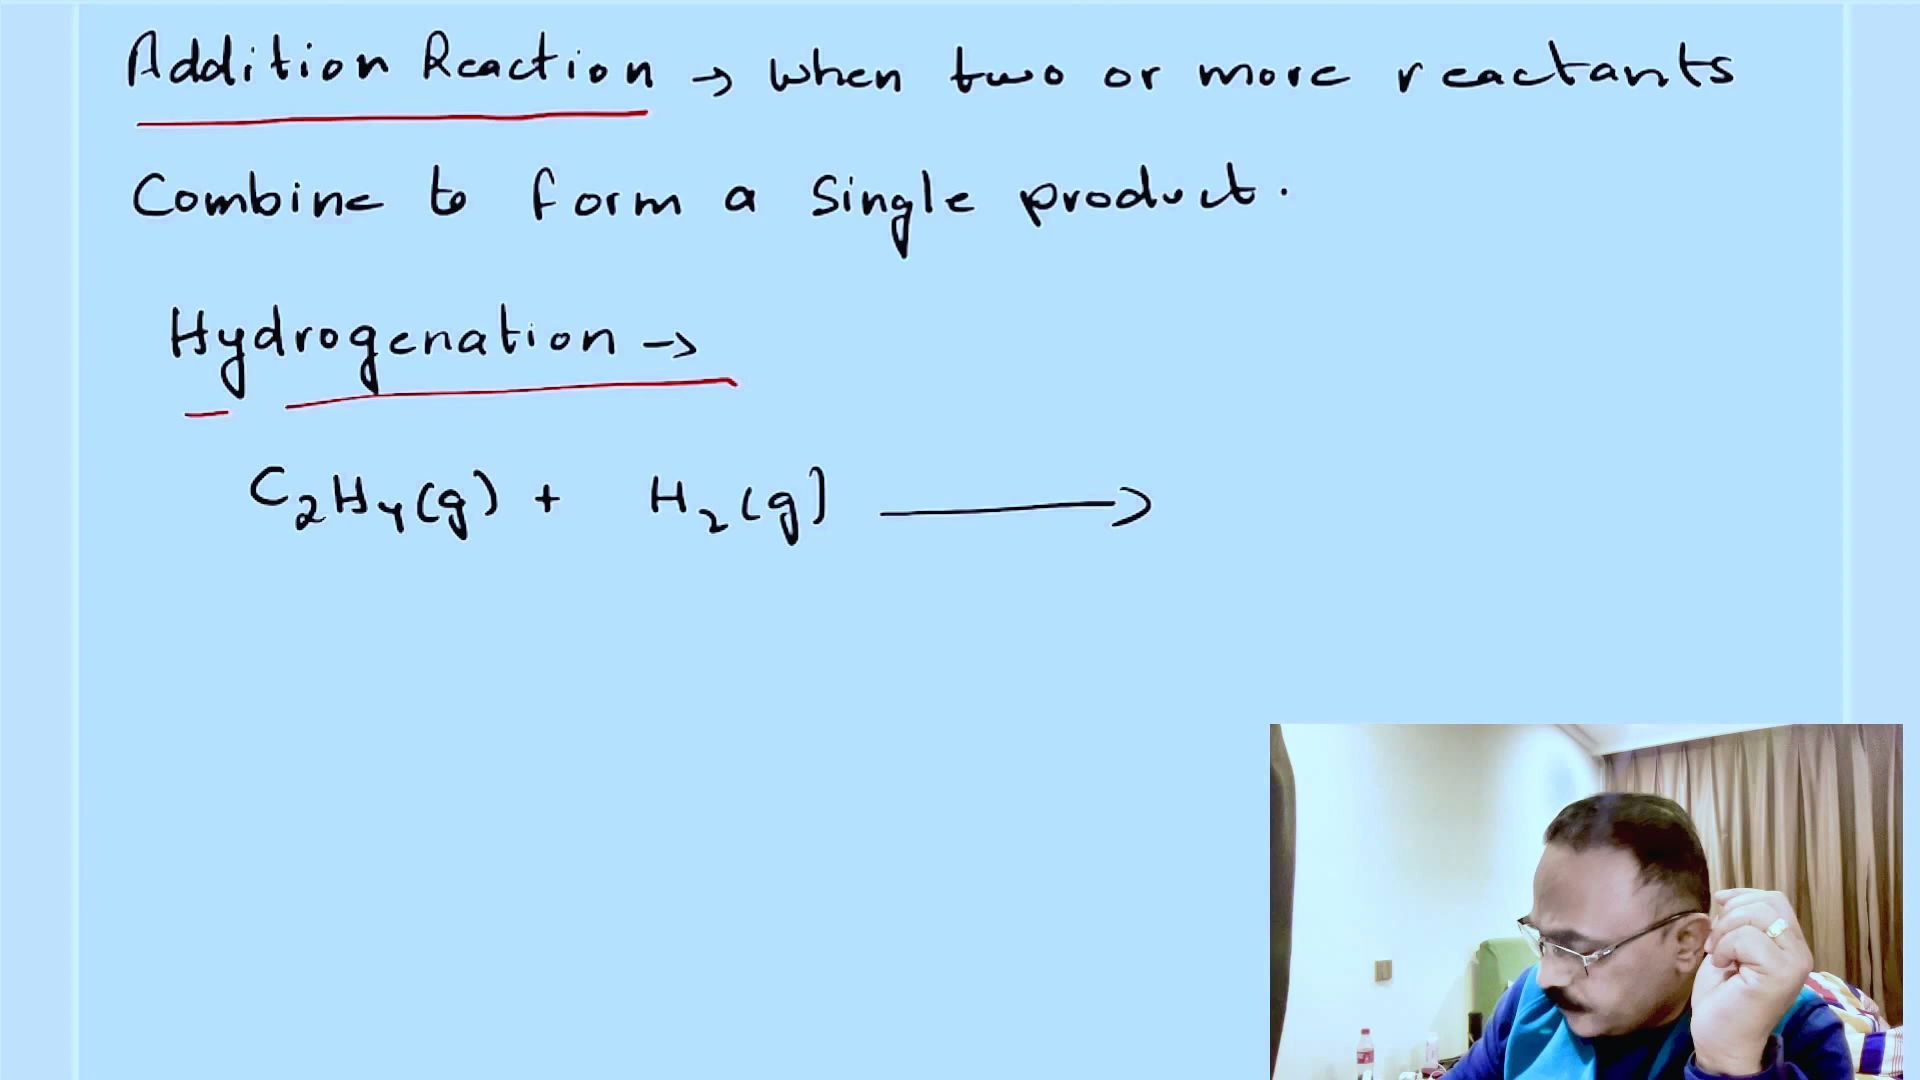 Addition Reaction → When two or more reactants
Combine to form a Single product.
Hydrogenation →
C₂H₄(g) + H₂(g) ⟶